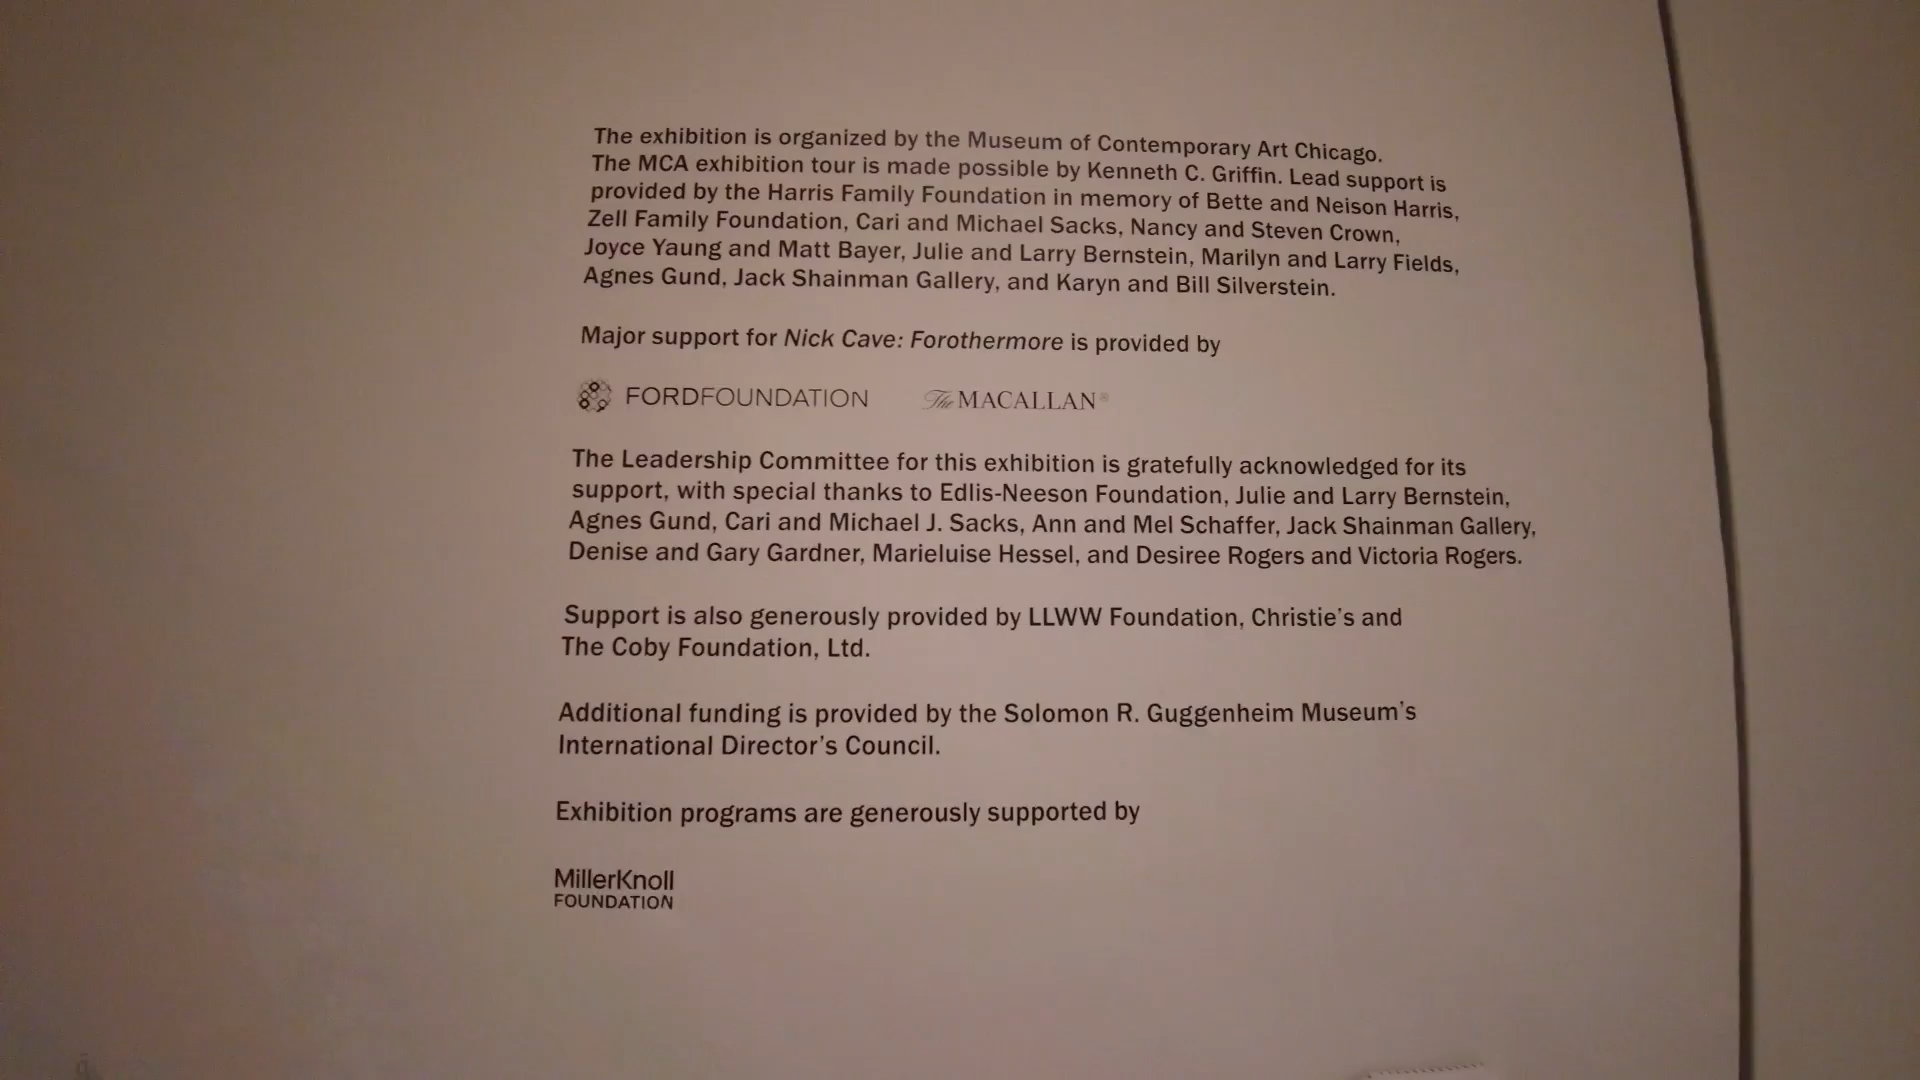 The exhibition is organized by the Museum of Contemporary Art Chicago.
The MCA exhibition tour is made possible by Kenneth C. Griffin. Lead support is
provided by the Harris Family Foundation in memory of Bette and Neison Harris,
Zell Family Foundation, Cari and Michael Sacks, Nancy and Steven Crown,
Joyce Yaung and Matt Bayer, Julie and Larry Bernstein, Marilyn and Larry Fields,
Agnes Gund, Jack Shainman Gallery, and Karyn and Bill Silverstein.
Major support for Nick Cave: Forothermore is provided by
FORDFOUNDATION The MACALLAN®
The Leadership Committee for this exhibition is gratefully acknowledged for its
support, with special thanks to Edlis-Neeson Foundation, Julie and Larry Bernstein,
Agnes Gund, Cari and Michael J. Sacks, Ann and Mel Schaffer, Jack Shainman Gallery,
Denise and Gary Gardner, Marieluise Hessel, and Desiree Rogers and Victoria Rogers.
Support is also generously provided by LLWW Foundation, Christie's and
The Coby Foundation, Ltd.
Additional funding is provided by the Solomon R. Guggenheim Museum's
International Director's Council.
Exhibition programs are generously supported by
MillerKnoll
FOUNDATION